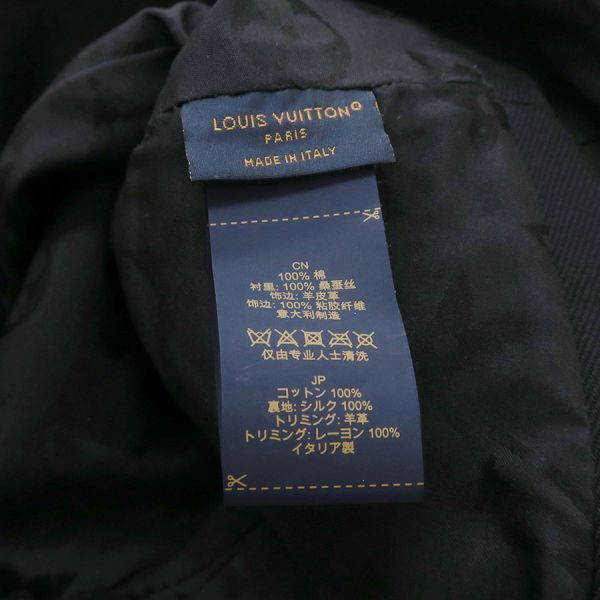 LOUIS VUITTON®
PARIS
MADE IN ITALY
CN
100% 棉
衬里: 100% 桑蚕丝
饰边: 羊皮革
饰边: 100% 粘胶纤维
意大利制造
仅由专业人士清洗
JP
コットン 100%
裏地: シルク 100%
トリミング: 羊革
トリミング: レーヨン 100%
イタリア製